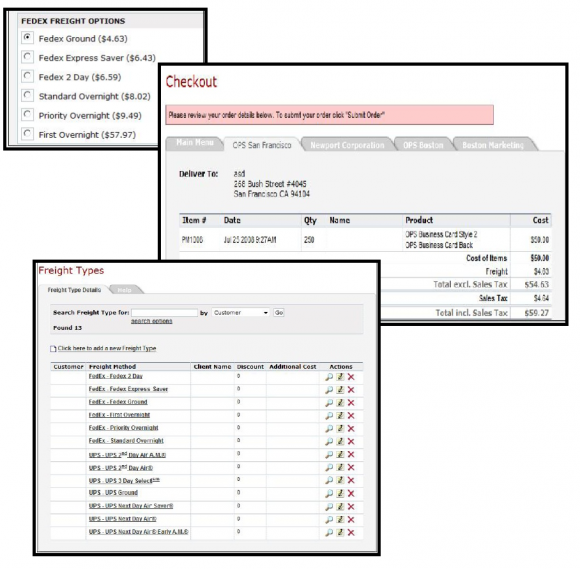 FEDEX FREIGHT OPTIONS
Fedex Ground ($4.63)
Fedex Express Saver ($6.43)
Fedex 2 Day ($6.59)
Standard Overnight ($8.02)
Priority Overnight ($9.49)
First Overnight ($57.97)
Checkout
Please review your order details below. To submit your order click "Submit Order"
Main Menu OPS San Francisco Newport Corporation OPS Boston Boston Marketing
Deliver To: asd
268 Bush Street #4045
San Francisco CA 94104
Item # Date Qty Name Product Cost
PM1006 Jul 25 2008 9:27AM 250 OPS Business Card Style 2 $50.00
OPS Business Card Back
Cost of Items $50.00
Freight $4.63
Total excl. Sales Tax $54.63
Sales Tax $4.64
Total incl. Sales Tax $59.27
Freight Types
Freight Type Details Help
Search Freight Type for: by Customer Go
search options
Found 13
Click here to add a new Freight Type
Customer Freight Method Client Name Discount Additional Cost Actions
FedEx - Fedex 2 Day 0
FedEx - Fedex Express Saver 0
FedEx - Fedex Ground 0
FedEx - First Overnight 0
FedEx - Priority Overnight 0
FedEx - Standard Overnight 0
UPS - UPS 2nd Day Air A.M.® 0
UPS - UPS 2nd Day Air® 0
UPS - UPS 3 Day Select 0
UPS - UPS Ground 0
UPS - UPS Next Day Air Saver® 0
UPS - UPS Next Day Air® 0
UPS - UPS Next Day Air® Early A.M.® 0